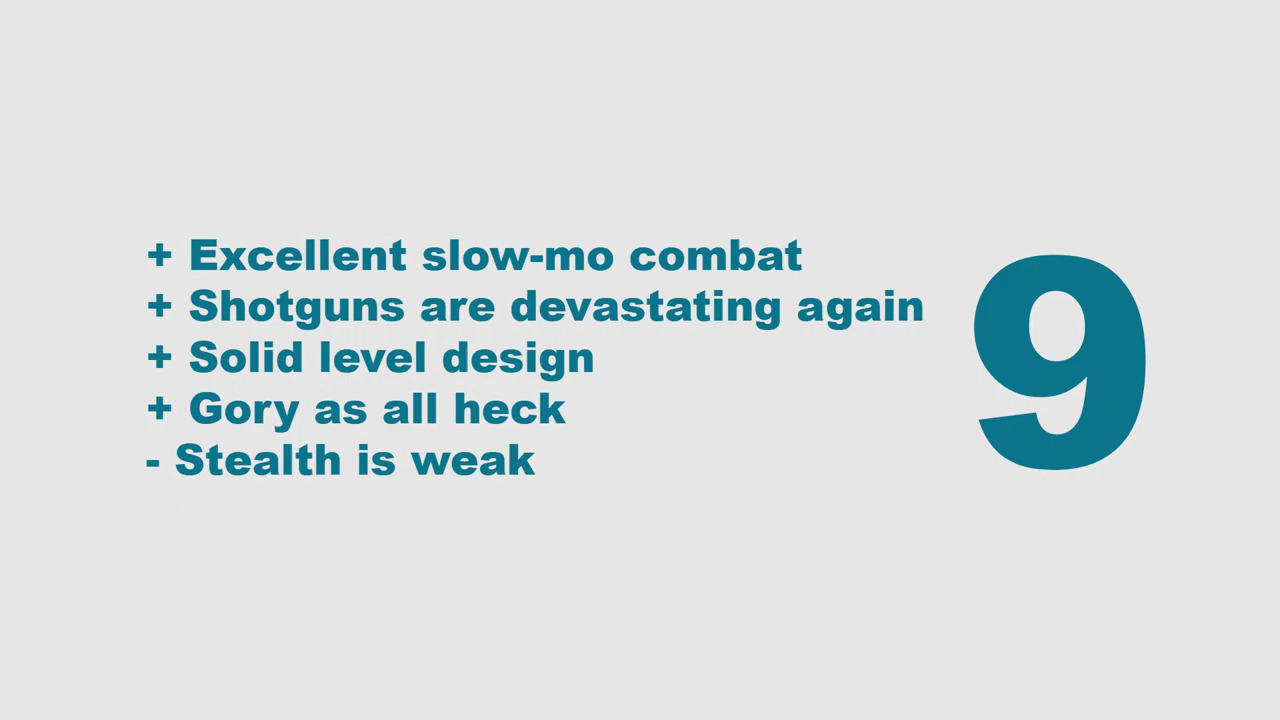 + Excellent slow-mo combat
+ Shotguns are devastating again
+ Solid level design
+ Gory as all heck
- Stealth is weak
9